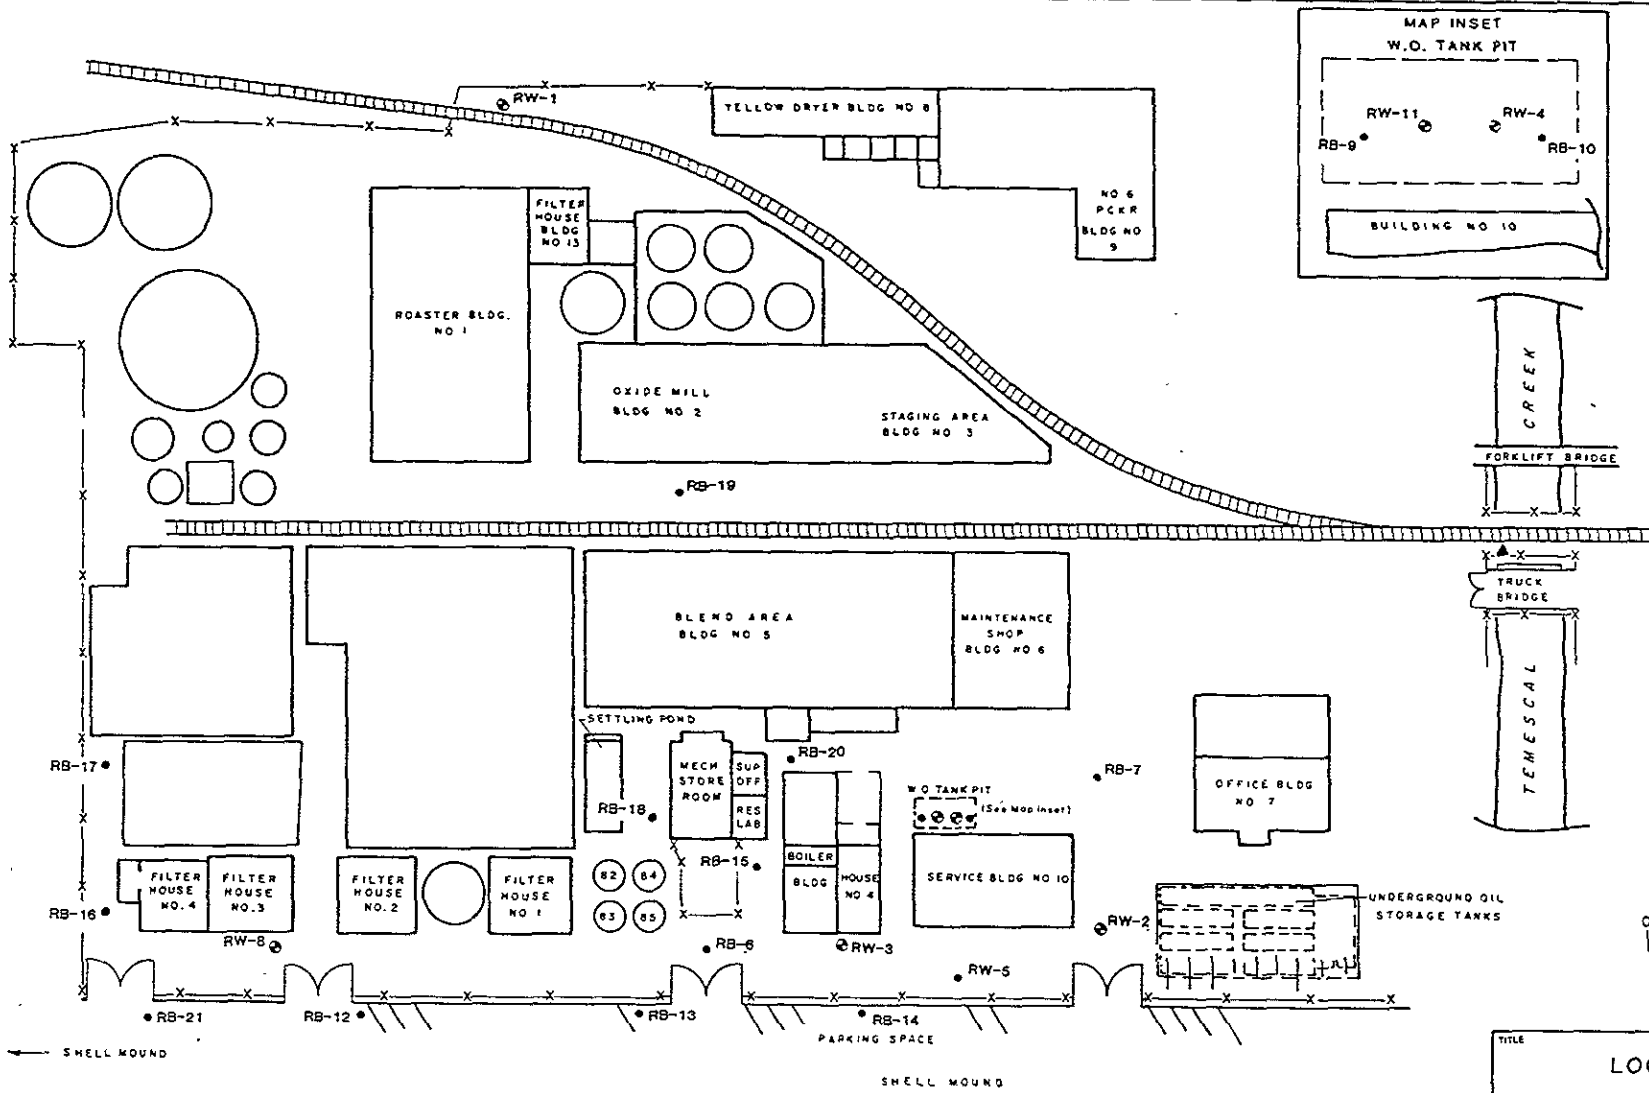 MAP INSET
W.O. TANK PIT
RW-11
RW-4
RB-9
RB-10
BUILDING NO 10
RW-1
YELLOW DRYER BLDG NO 8
NO 6
PCKR
BLDG NO
9
FILTER
HOUSE
BLDG
NO 13
ROASTER BLDG.
NO 1
OXIDE MILL
BLDG NO 2
STAGING AREA
BLDG NO 3
CREEK
FORKLIFT BRIDGE
RB-19
TRUCK
BRIDGE
BLEND AREA
BLDG NO 5
MAINTENANCE
SHOP
BLDG NO 6
TEMESCAL
SETTLING POND
RB-17
MECH
STORE
ROOM
SUP
OFF
RES
LAB
RB-20
RB-7
OFFICE BLDG
NO 7
W O TANK PIT
(See Map Inset)
RB-18
RB-15
BOILER
BLDG
HOUSE
NO 4
SERVICE BLDG NO 10
FILTER
HOUSE
NO. 4
FILTER
HOUSE
NO. 3
FILTER
HOUSE
NO. 2
FILTER
HOUSE
NO 1
82
84
83
85
UNDERGROUND OIL
STORAGE TANKS
RB-16
RW-8
RB-6
RW-3
RW-2
RW-5
RB-21
RB-12
RB-13
RB-14
PARKING SPACE
SHELL MOUND
SHELL MOUND
TITLE